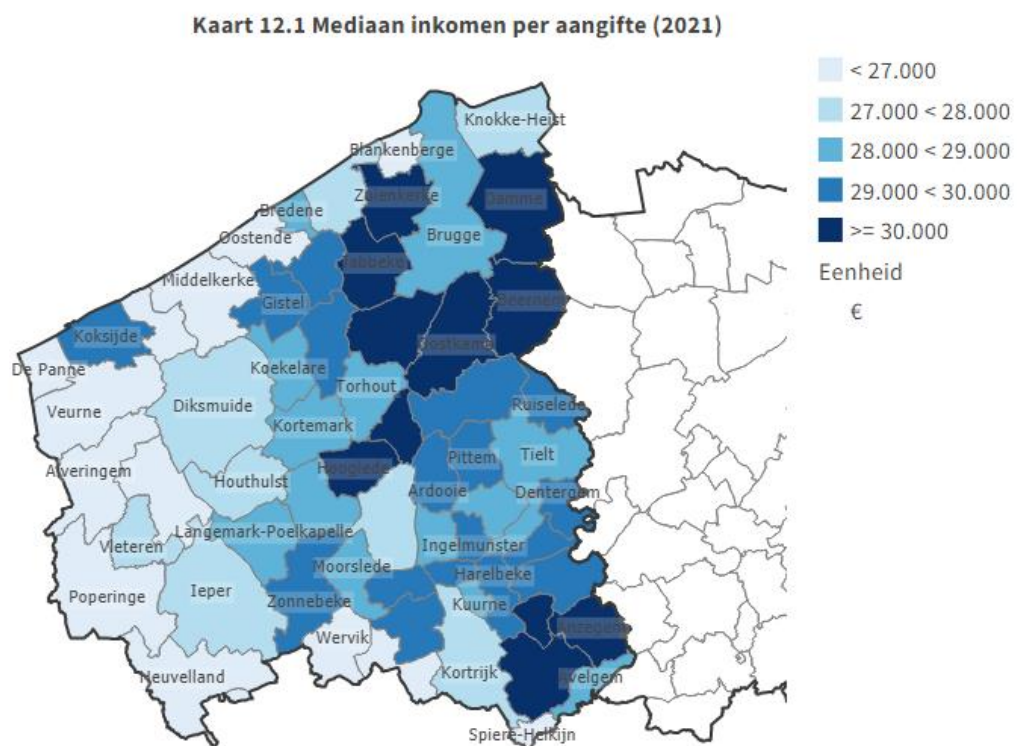 Kaart 12.1 Mediaan inkomen per aangifte (2021)
< 27.000
27.000 < 28.000
28.000 < 29.000
29.000 < 30.000
>= 30.000
Eenheid
€
Knokke-Heist
Blankenberge
Zuienkerke
Damme
Bredene
Brugge
Oostende
Jabbeke
Middelkerke
Gistel
Beernem
Koksijde
Oostkamp
De Panne
Koekelare
Torhout
Veurne
Diksmuide
Ruiselede
Kortemark
Pittem
Tielt
Alveringem
Hooglede
Houthulst
Ardooie
Dentergem
Langemark-Poelkapelle
Vleteren
Ingelmunster
Moorslede
Harelbeke
Ieper
Poperinge
Zonnebeke
Kuurne
Anzegem
Wervik
Heuvelland
Kortrijk
Avelgem
Spiere-Helkijn